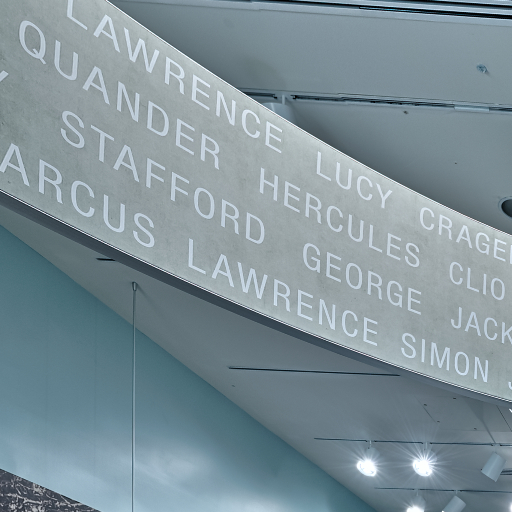 LAWRENCE LUCY CRAGE
QUANDER HERCULES CLIO
STAFFORD GEORGE JACK
ARCUS LAWRENCE SIMON